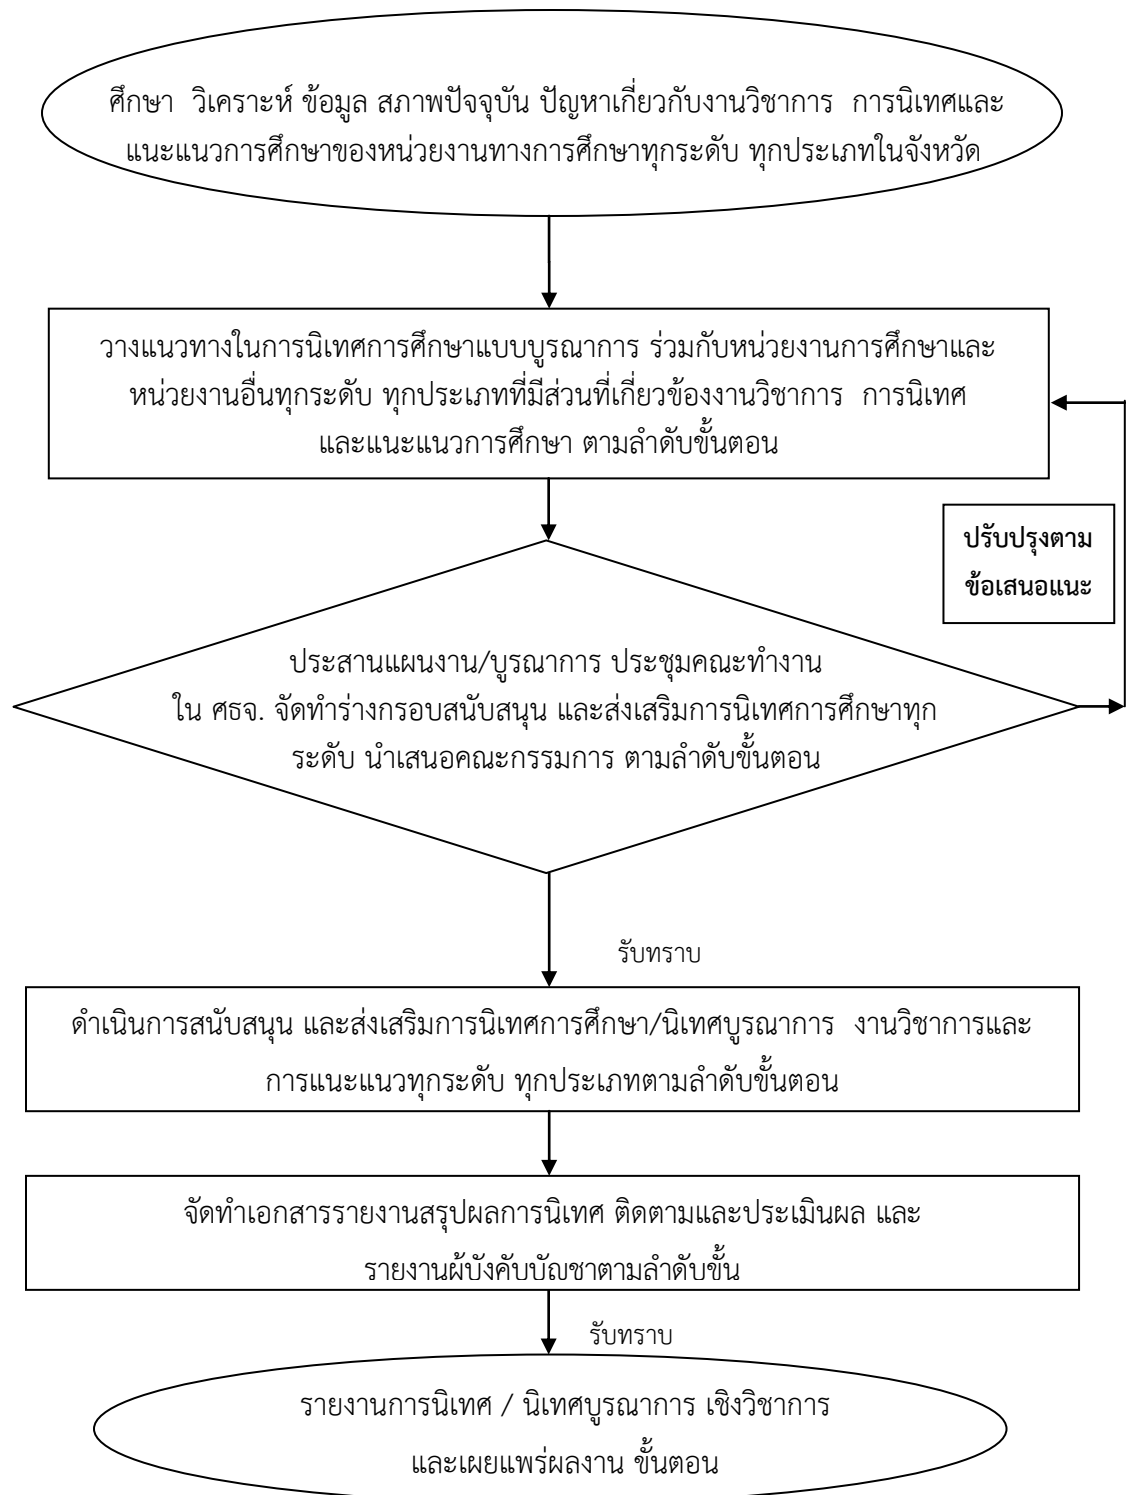 ศึกษา  วิเคราะห์ ข้อมูล สภาพปัจจุบัน ปัญหาเกี่ยวกับงานวิชาการ  การนิเทศและ
แนะแนวการศึกษาของหน่วยงานทางการศึกษาทุกระดับ ทุกประเภทในจังหวัด
วางแนวทางในการนิเทศการศึกษาแบบบูรณาการ ร่วมกับหน่วยงานการศึกษาและ
หน่วยงานอื่นทุกระดับ ทุกประเภทที่มีส่วนที่เกี่ยวข้องงานวิชาการ  การนิเทศ
และแนะแนวการศึกษา ตามลำดับขั้นตอน
ปรับปรุงตาม
ข้อเสนอแนะ
ประสานแผนงาน/บูรณาการ ประชุมคณะทำงาน
ใน ศธจ. จัดทำร่างกรอบสนับสนุน และส่งเสริมการนิเทศการศึกษาทุก
ระดับ นำเสนอคณะกรรมการ ตามลำดับขั้นตอน
รับทราบ
ดำเนินการสนับสนุน และส่งเสริมการนิเทศการศึกษา/นิเทศบูรณาการ  งานวิชาการและ
การแนะแนวทุกระดับ ทุกประเภทตามลำดับขั้นตอน
จัดทำเอกสารรายงานสรุปผลการนิเทศ ติดตามและประเมินผล และ
รายงานผู้บังคับบัญชาตามลำดับขั้น
รับทราบ
รายงานการนิเทศ / นิเทศบูรณาการ เชิงวิชาการ
และเผยแพร่ผลงาน ขั้นตอน